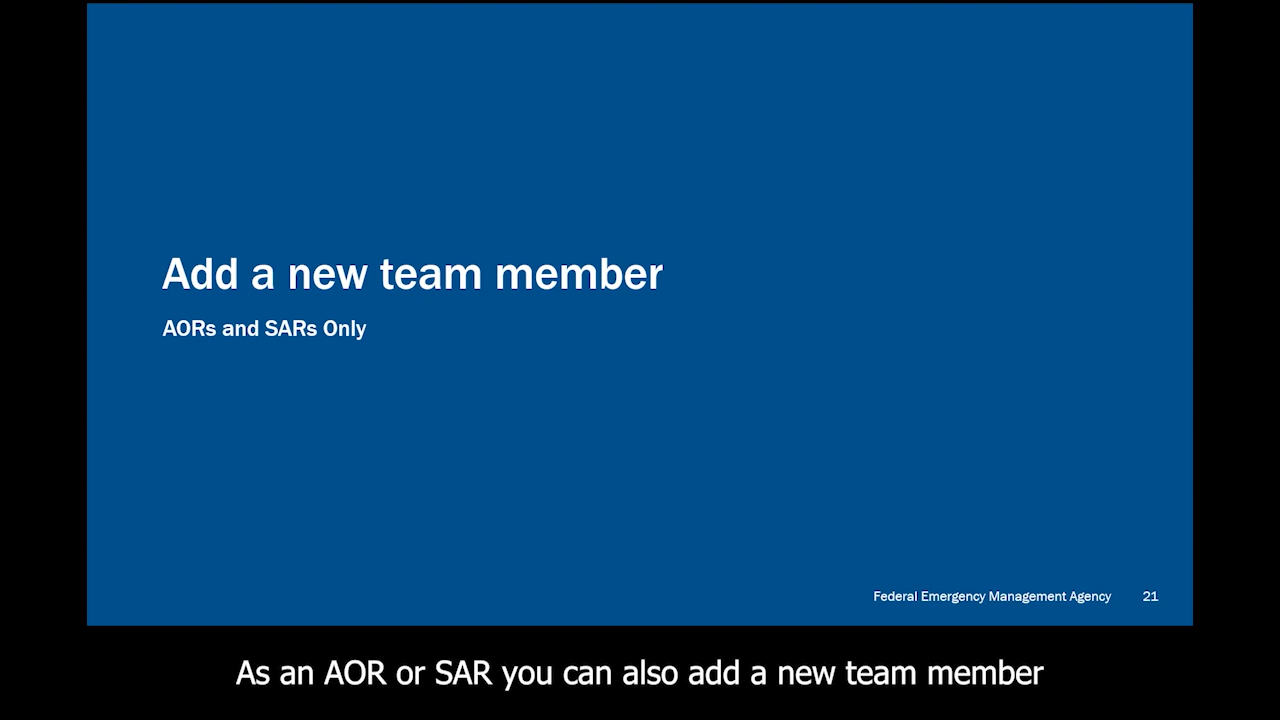 Add a new team member
AORs and SARs Only
Federal Emergency Management Agency 21
As an AOR or SAR you can also add a new team member